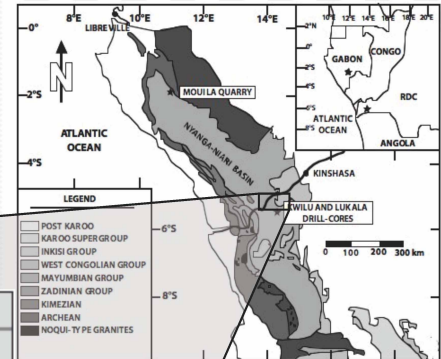 8°E 10°E 12°E 14°E
LIBREVILLE
0°
N
MOUILA QUARRY
2°S
NYANGA-NIANI BASIN
ATLANTIC
OCEAN
4°S
KINSHASA
KWILU AND LUKALA
DRILL-CORES
0 100 200 300 km
6°S
8°S
LEGEND
POST KAROO
KAROO SUPERGROUP
INKISI GROUP
WEST CONGOLIAN GROUP
MAYUMBIAN GROUP
ZADINIAN GROUP
KIMEZIAN
ARCHEAN
NOQUI-TYPE GRANITES
10°E 12°E 14°E 16°E 18°E 20°E
2°N
0°
2°S
4°S
6°S
8°S
GABON
CONGO
RDC
ATLANTIC
OCEAN
ANGOLA